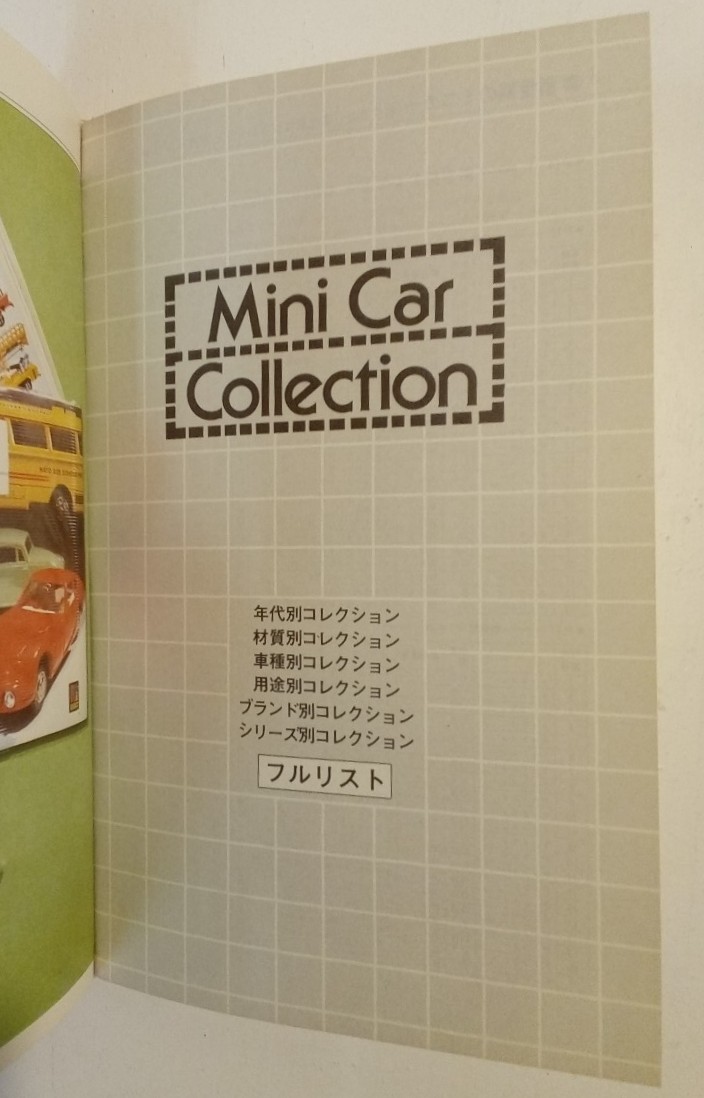 Mini Car
Collection
年代別コレクション
材質別コレクション
車種別コレクション
用途別コレクション
ブランド別コレクション
シリーズ別コレクション
フルリスト